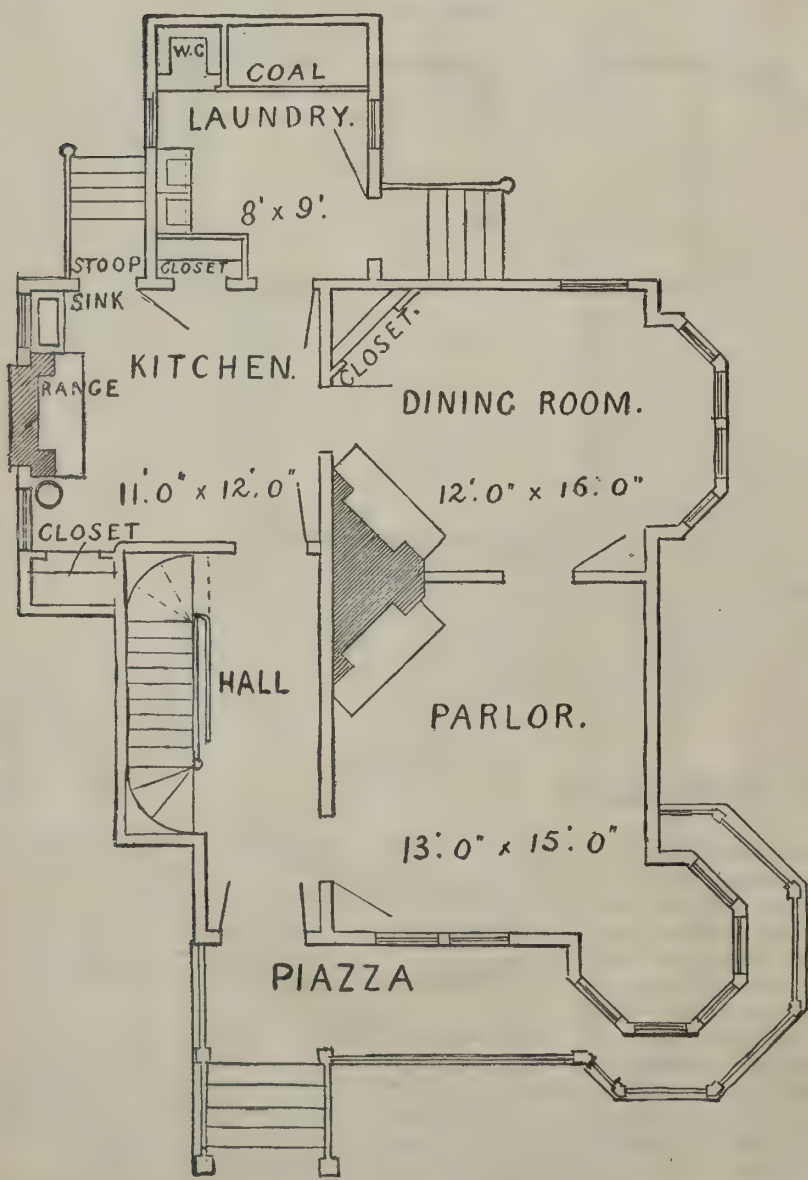 W.C
COAL
LAUNDRY.
8' x 9'.
STOOP
CLOSET
SINK
KITCHEN.
CLOSET.
RANGE
DINING ROOM.
11'.0" x 12'.0"
12'.0" x 16'.0"
CLOSET
HALL
PARLOR.
13'.0" x 15'.0"
PIAZZA